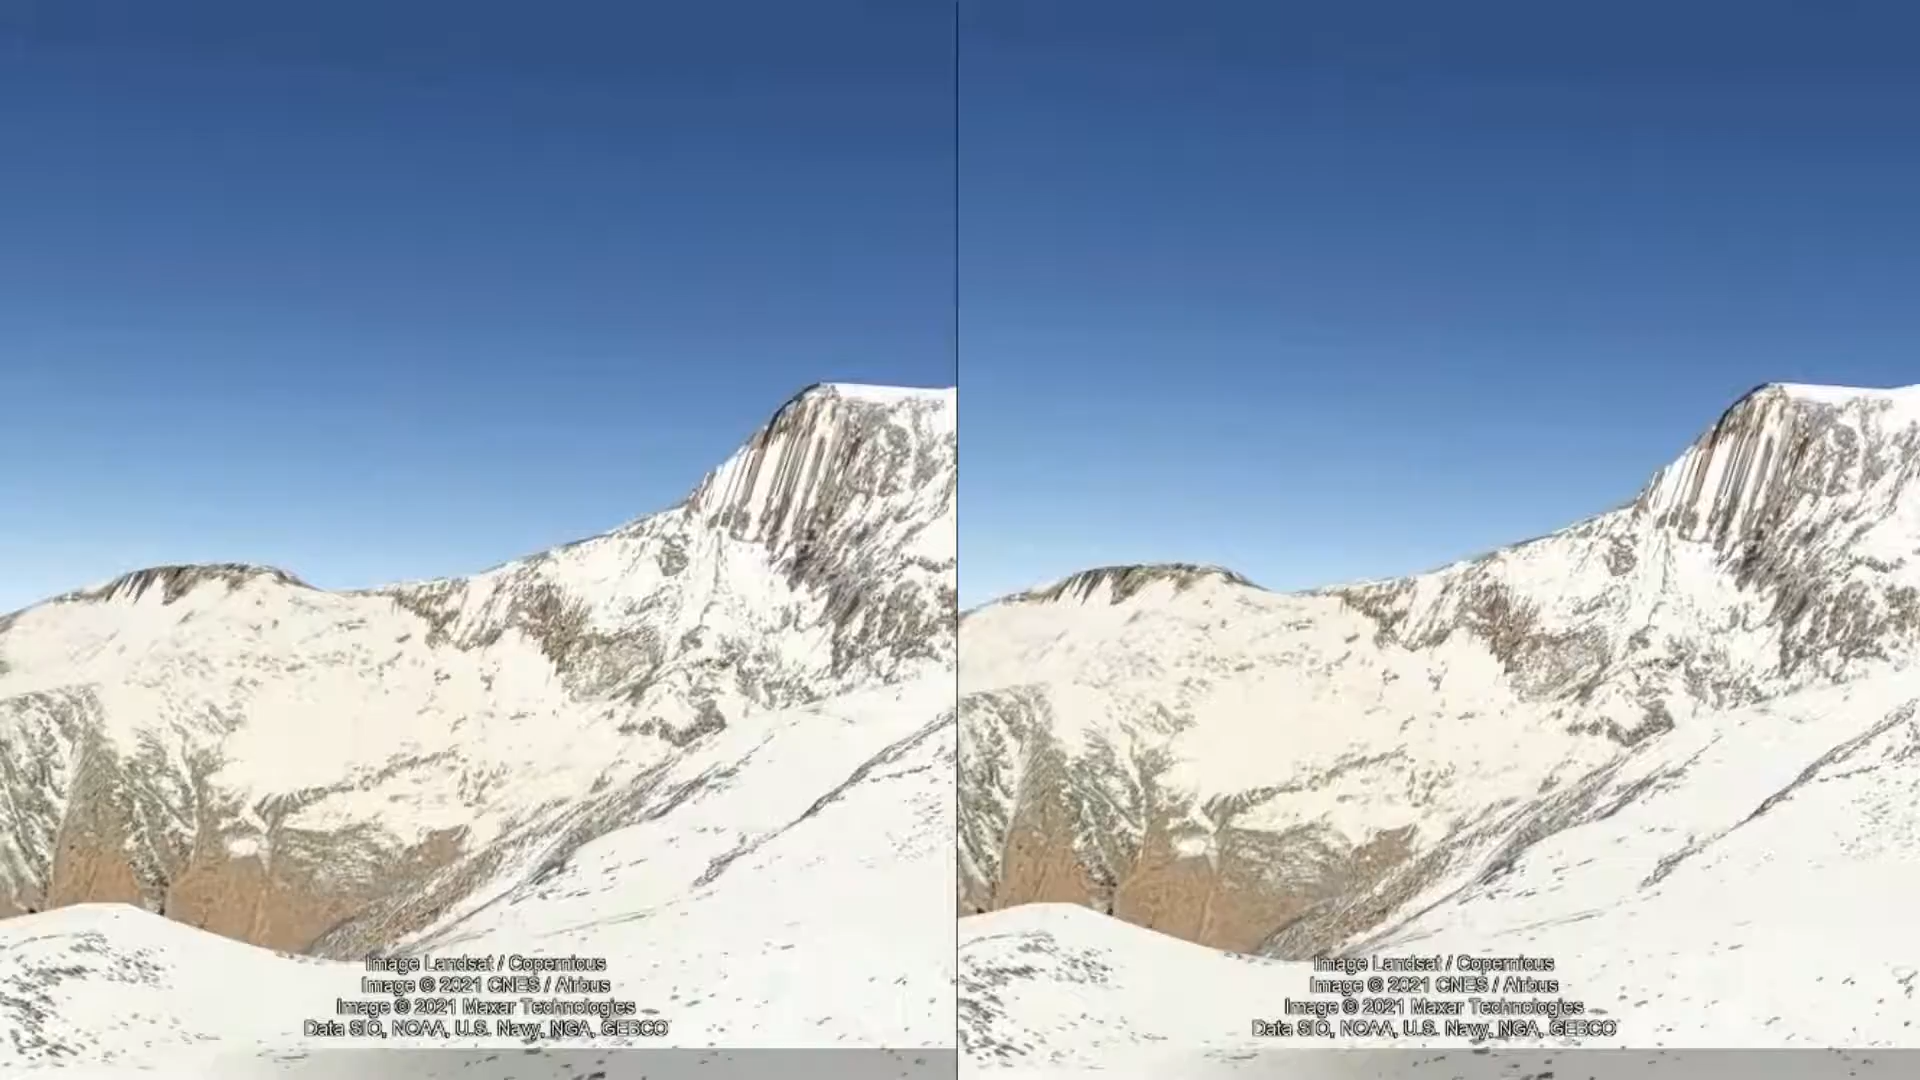 Image Landsat / Copernicus
Image © 2021 CNES / Airbus
Image © 2021 Maxar Technologies
Data SIO, NOAA, U.S. Navy, NGA, GEBCO
Image Landsat / Copernicus
Image © 2021 CNES / Airbus
Image © 2021 Maxar Technologies
Data SIO, NOAA, U.S. Navy, NGA, GEBCO